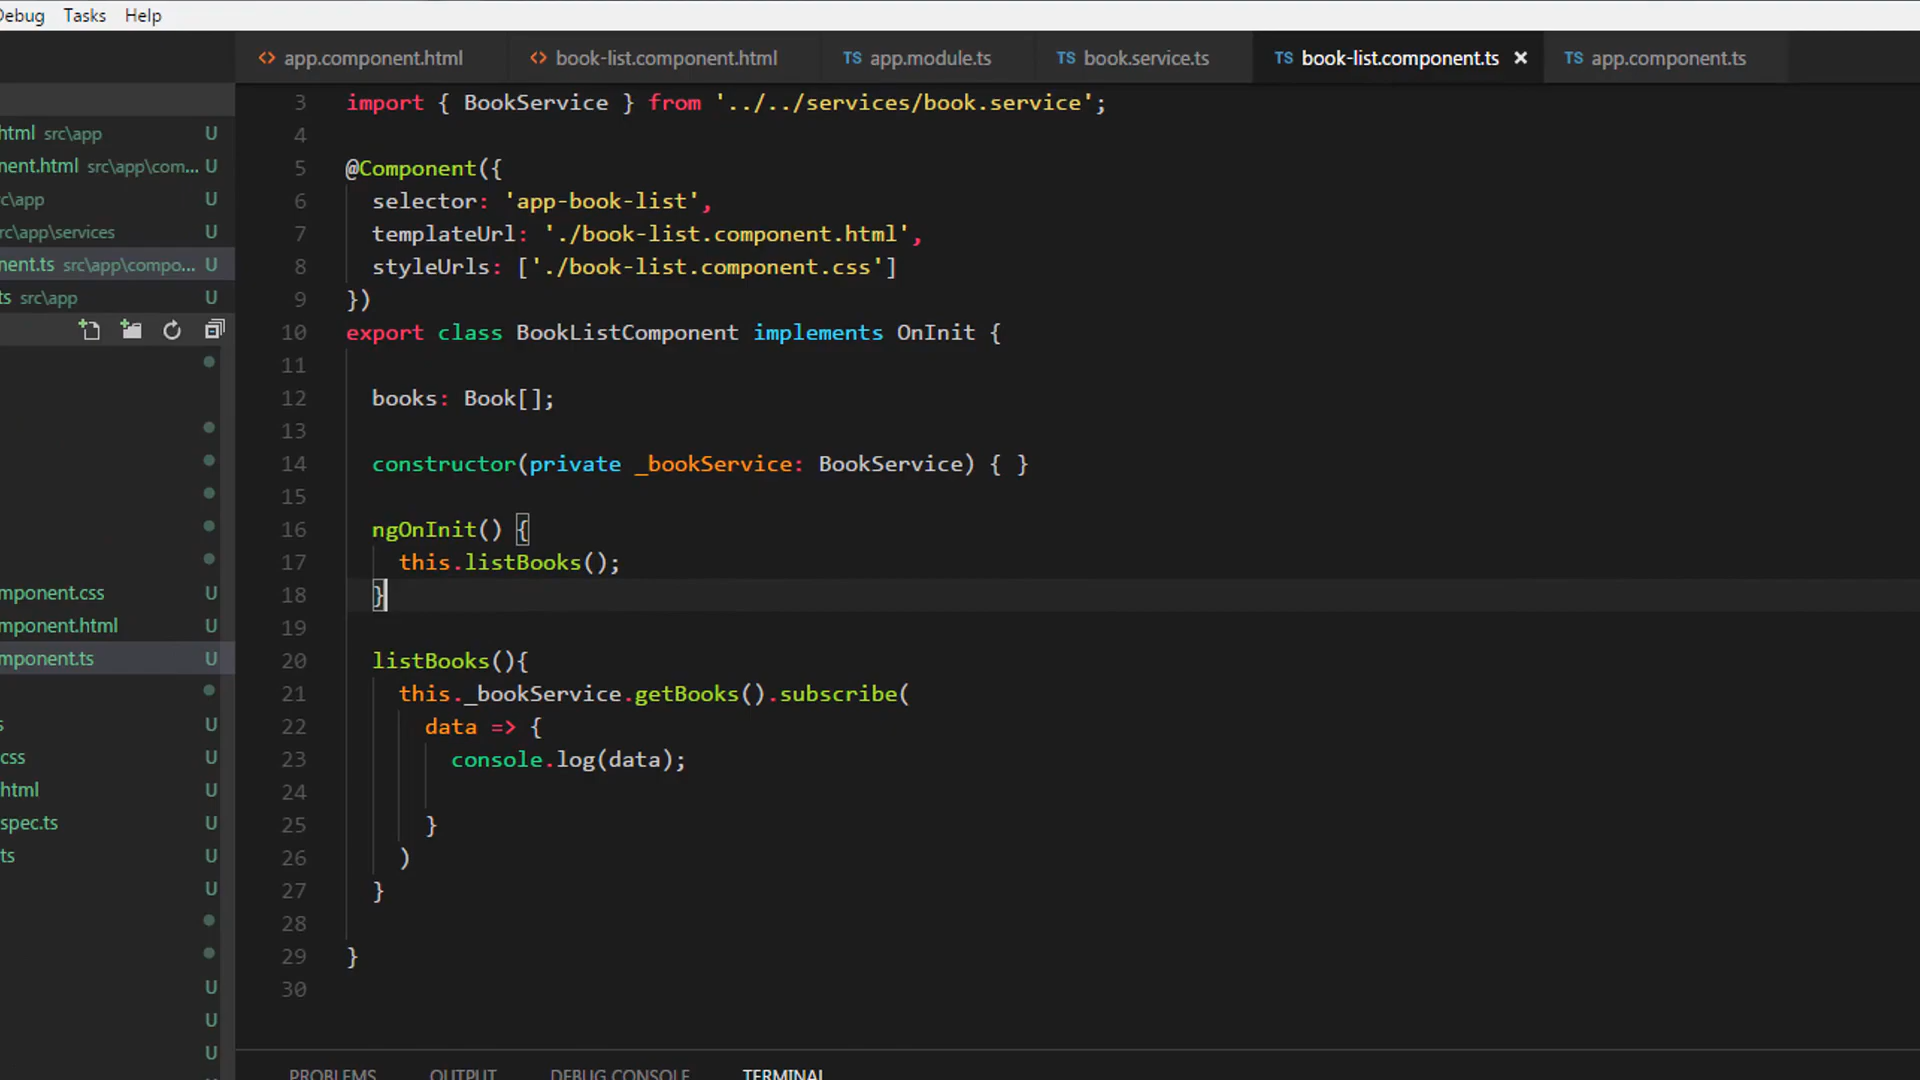 Debug Tasks Help
app.component.html book-list.component.html TS app.module.ts TS book.service.ts TS book-list.component.ts × TS app.component.ts
html src\app U
nent.html src\app\com... U
c\app U
rc\app\services U
nent.ts src\app\compo... U
ts src\app U
mponent.css U
mponent.html U
mponent.ts U
s U
css U
html U
spec.ts U
ts U
U
U
U
U
3 import { BookService } from '../../services/book.service';
4
5 @Component({
6 selector: 'app-book-list',
7 templateUrl: './book-list.component.html',
8 styleUrls: ['./book-list.component.css']
9 })
10 export class BookListComponent implements OnInit {
11
12 books: Book[];
13
14 constructor(private _bookService: BookService) { }
15
16 ngOnInit() {
17 this.listBooks();
18 }
19
20 listBooks(){
21 this._bookService.getBooks().subscribe(
22 data => {
23 console.log(data);
24
25 }
26 )
27 }
28
29 }
30
PROBLEMS OUTPUT DEBUG CONSOLE TERMINAL